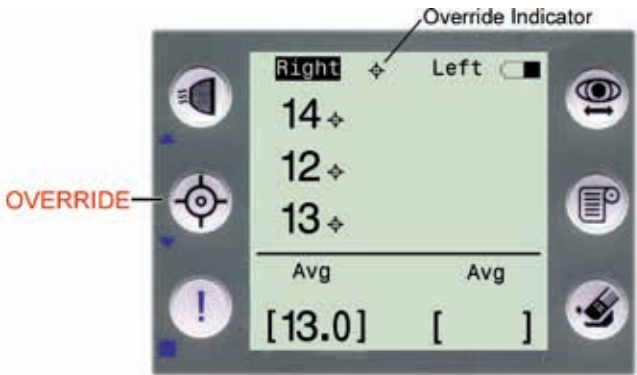 Override Indicator
Right Left
14
12
13
OVERRIDE
Avg Avg
[13.0] [ ]
!